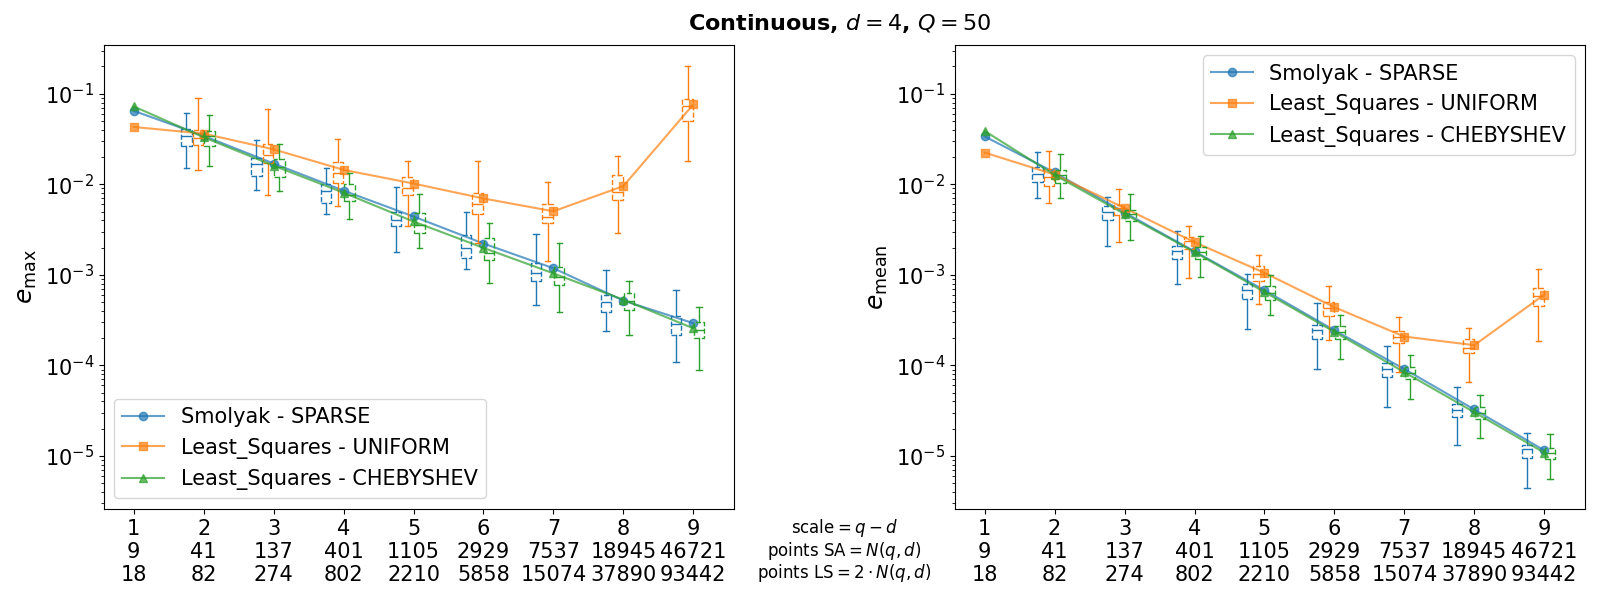 Continuous, d = 4, Q = 50
10⁻¹
10⁻²
10⁻³
10⁻⁴
10⁻⁵
e_max
Smolyak - SPARSE
Least_Squares - UNIFORM
Least_Squares - CHEBYSHEV
1 2 3 4 5 6 7 8 9
9 41 137 401 1105 2929 7537 18945 46721
18 82 274 802 2210 5858 15074 37890 93442
scale = q − d
points SA = N(q, d)
points LS = 2 · N(q, d)
10⁻¹
10⁻²
10⁻³
10⁻⁴
10⁻⁵
e_mean
Smolyak - SPARSE
Least_Squares - UNIFORM
Least_Squares - CHEBYSHEV
1 2 3 4 5 6 7 8 9
9 41 137 401 1105 2929 7537 18945 46721
18 82 274 802 2210 5858 15074 37890 93442